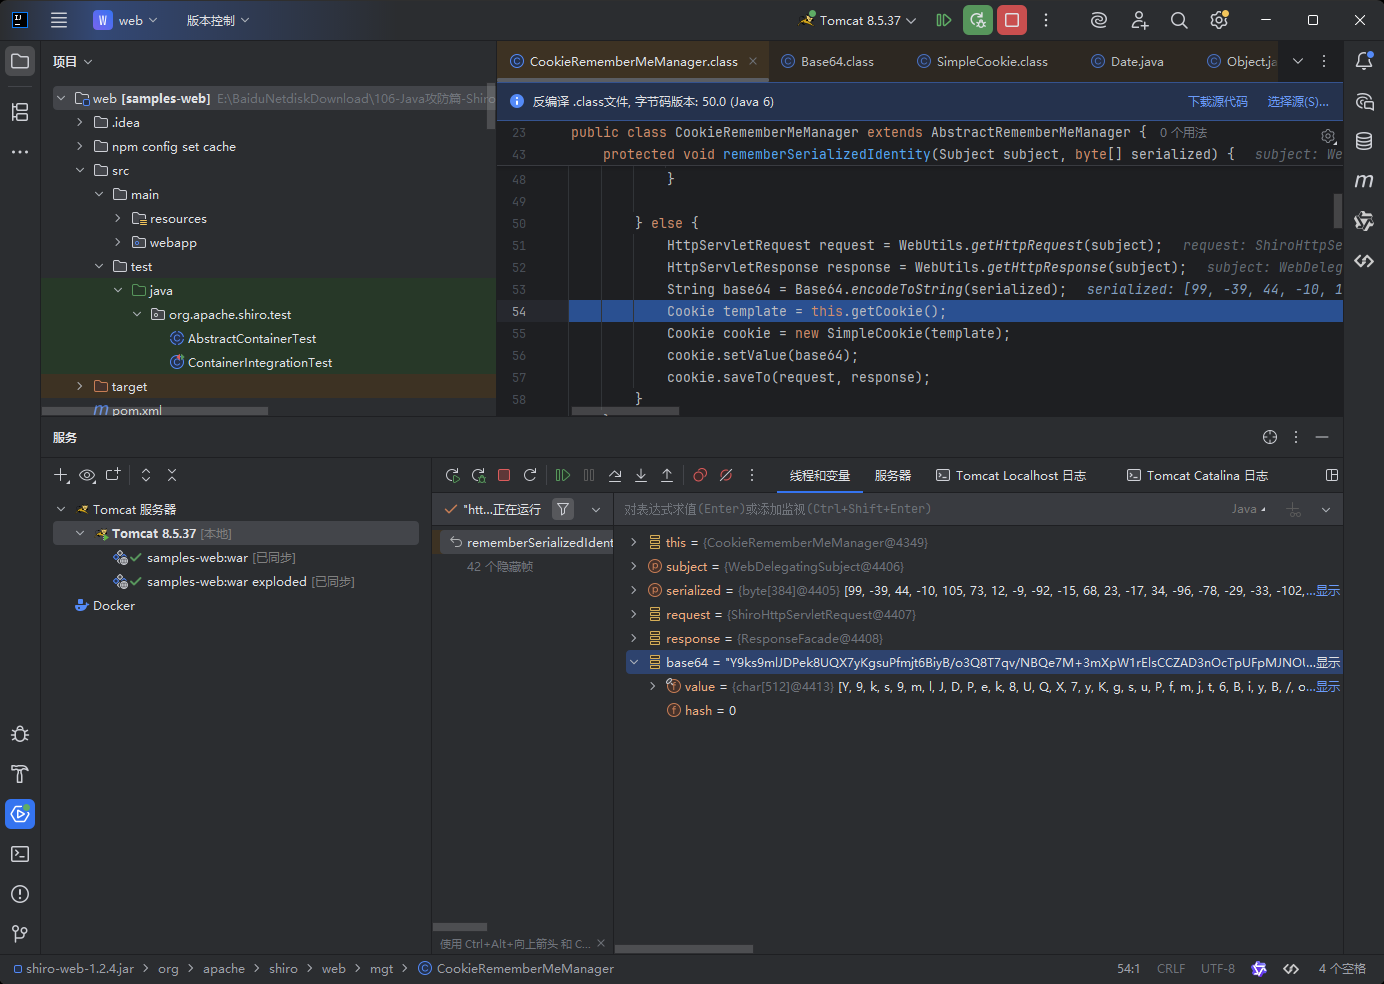 W web 版本控制 Tomcat 8.5.37
项目
web [samples-web] E:\BaiduNetdiskDownload\106-Java攻防篇-Shiro
.idea
npm config set cache
src
main
resources
webapp
test
java
org.apache.shiro.test
AbstractContainerTest
ContainerIntegrationTest
target
pom.xml
CookieRememberMeManager.class Base64.class SimpleCookie.class Date.java Object.ja
反编译 .class文件, 字节码版本: 50.0 (Java 6) 下载源代码 选择源(S)...
23 public class CookieRememberMeManager extends AbstractRememberMeManager { 0 个用法
43 protected void rememberSerializedIdentity(Subject subject, byte[] serialized) { subject: We
48 }
49
50 } else {
51 HttpServletRequest request = WebUtils.getHttpRequest(subject); request: ShiroHttpSe
52 HttpServletResponse response = WebUtils.getHttpResponse(subject); subject: WebDeleg
53 String base64 = Base64.encodeToString(serialized); serialized: [99, -39, 44, -10, 1
54 Cookie template = this.getCookie();
55 Cookie cookie = new SimpleCookie(template);
56 cookie.setValue(base64);
57 cookie.saveTo(request, response);
58 }
服务
Tomcat 服务器
Tomcat 8.5.37 [本地]
samples-web:war [已同步]
samples-web:war exploded [已同步]
Docker
线程和变量 服务器 Tomcat Localhost 日志 Tomcat Catalina 日志
"htt...正在运行
rememberSerializedIdent
42 个隐藏帧
使用 Ctrl+Alt+向上箭头 和 C...
对表达式求值(Enter)或添加监视(Ctrl+Shift+Enter) Java
this = {CookieRememberMeManager@4349}
subject = {WebDelegatingSubject@4406}
serialized = {byte[384]@4405} [99, -39, 44, -10, 105, 73, 12, -9, -92, -15, 68, 23, -17, 34, -96, -78, -29, -33, -102,...显示
request = {ShiroHttpServletRequest@4407}
response = {ResponseFacade@4408}
base64 = "Y9ks9mlJDPek8UQX7yKgsuPfmjt6BiyB/o3Q8T7qv/NBQe7M+3mXpW1rElsCCZAD3nOcTpUFpMJNOU...显示
value = {char[512]@4413} [Y, 9, k, s, 9, m, l, J, D, P, e, k, 8, U, Q, X, 7, y, K, g, s, u, P, f, m, j, t, 6, B, i, y, B, /, o...显示
hash = 0
shiro-web-1.2.4.jar > org > apache > shiro > web > mgt > CookieRememberMeManager 54:1 CRLF UTF-8 4 个空格